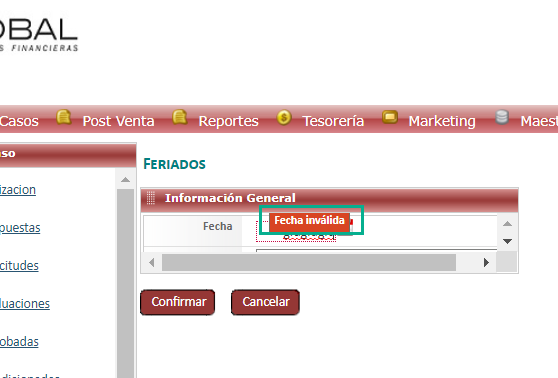 OBAL
S FINANCIERAS
Casos Post Venta Reportes Tesorería Marketing Maest
so
FERIADOS
izacion
Información General
Fecha
Fecha inválida
puestas
citudes
luaciones
Confirmar Cancelar
obadas